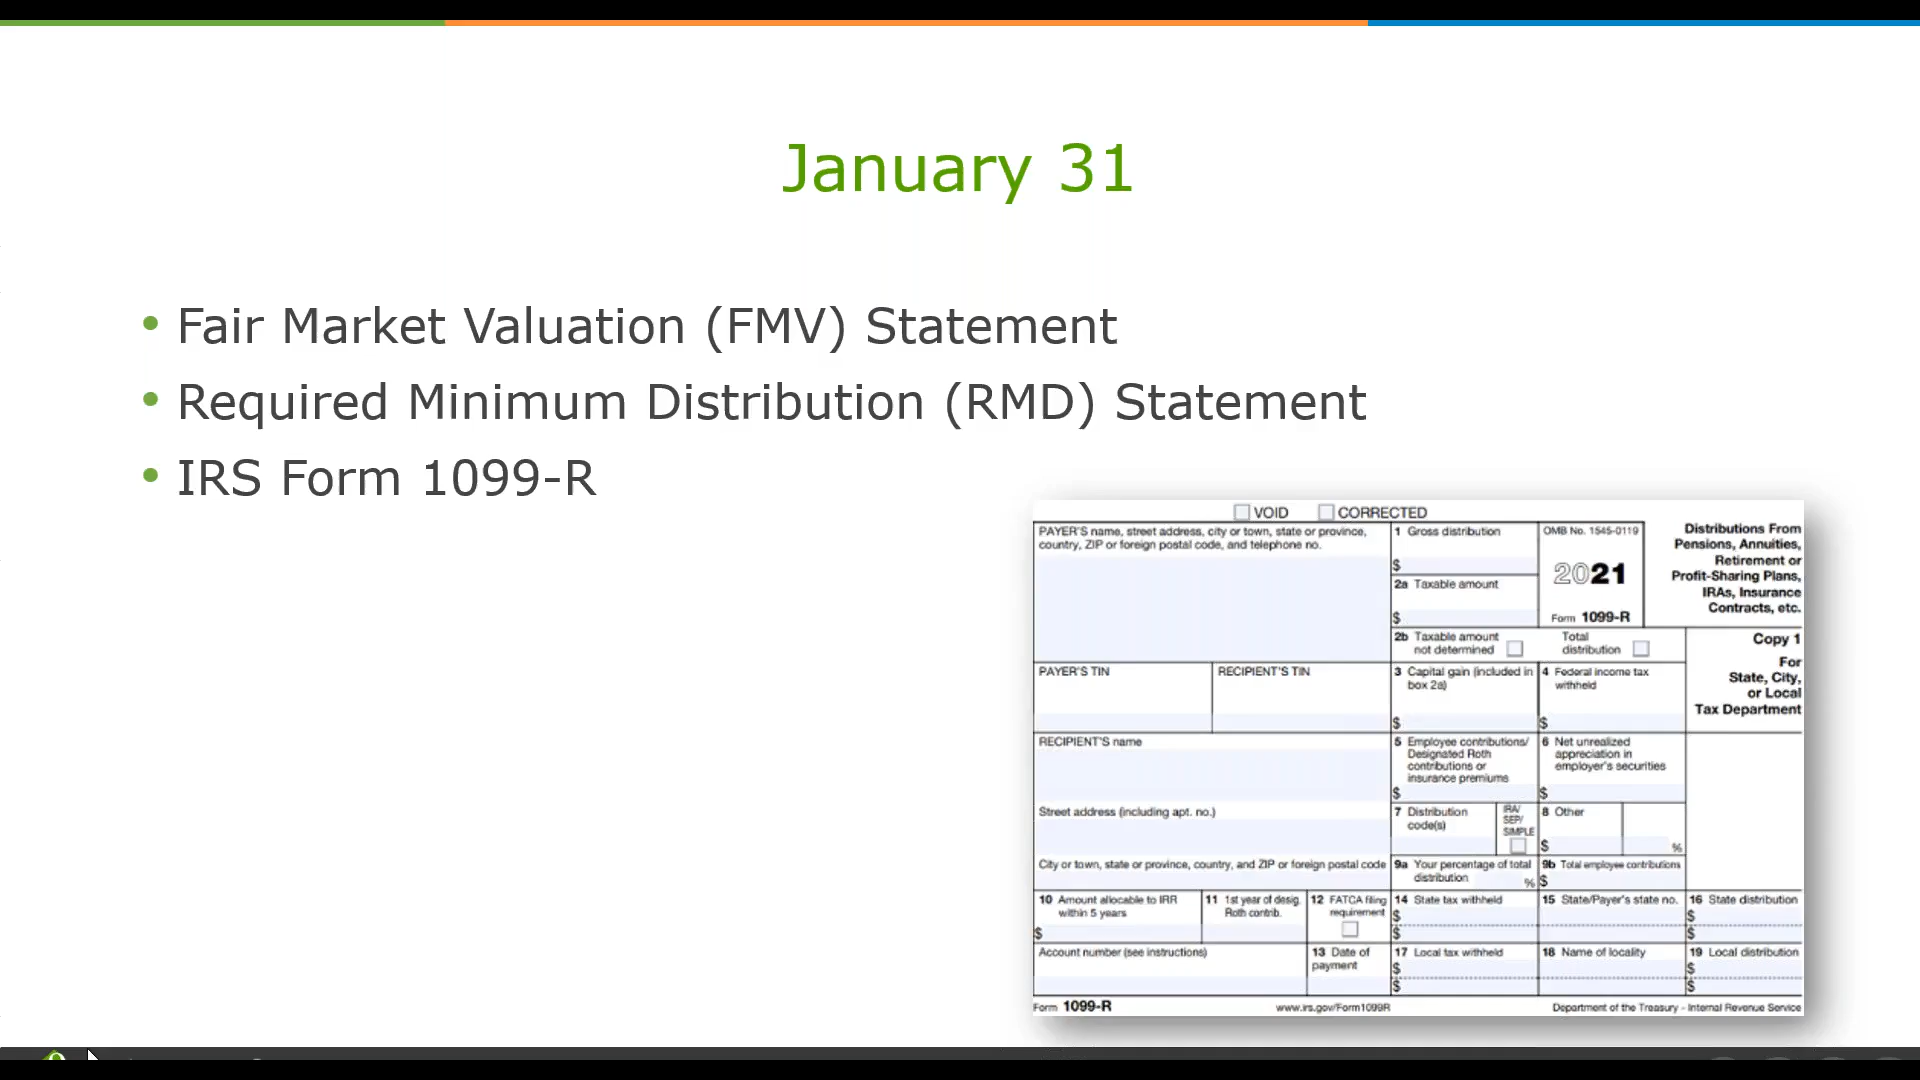 January 31
• Fair Market Valuation (FMV) Statement
• Required Minimum Distribution (RMD) Statement
• IRS Form 1099-R
VOID CORRECTED
PAYER'S name, street address, city or town, state or province,
country, ZIP or foreign postal code, and telephone no.
1 Gross distribution
$
2a Taxable amount
$
OMB No. 1545-0119
2021
Form 1099-R
Distributions From
Pensions, Annuities,
Retirement or
Profit-Sharing Plans,
IRAs, Insurance
Contracts, etc.
2b Taxable amount
not determined
Total
distribution
Copy 1
For
State, City,
or Local
Tax Department
PAYER'S TIN
RECIPIENT'S TIN
3 Capital gain (included in
box 2a)
$
4 Federal income tax
withheld
$
RECIPIENT'S name
5 Employee contributions/
Designated Roth
contributions or
insurance premiums
$
6 Net unrealized
appreciation in
employer's securities
$
Street address (including apt. no.)
7 Distribution
code(s)
IRA/
SEP/
SIMPLE
8 Other
$
%
City or town, state or province, country, and ZIP or foreign postal code
9a Your percentage of total
distribution
%
9b Total employee contributions
$
10 Amount allocable to IRR
within 5 years
$
11 1st year of desig.
Roth contrib.
12 FATCA filing
requirement
14 State tax withheld
$
$
15 State/Payer's state no.
16 State distribution
$
$
Account number (see instructions)
13 Date of
payment
17 Local tax withheld
$
$
18 Name of locality
19 Local distribution
$
$
Form 1099-R
www.irs.gov/Form1099R
Department of the Treasury - Internal Revenue Service